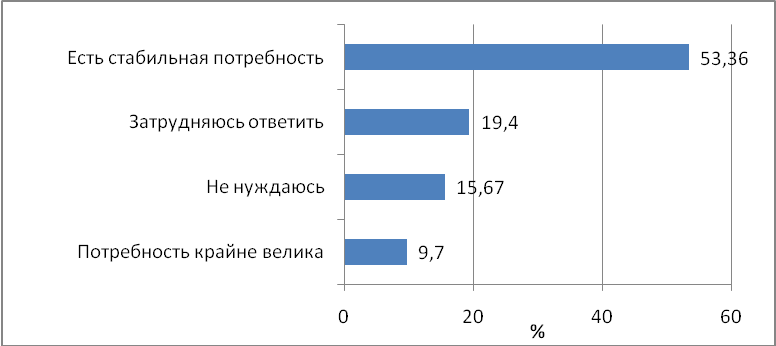 Есть стабильная потребность 53,36
Затрудняюсь ответить 19,4
Не нуждаюсь 15,67
Потребность крайне велика 9,7
0 20 40 60
%